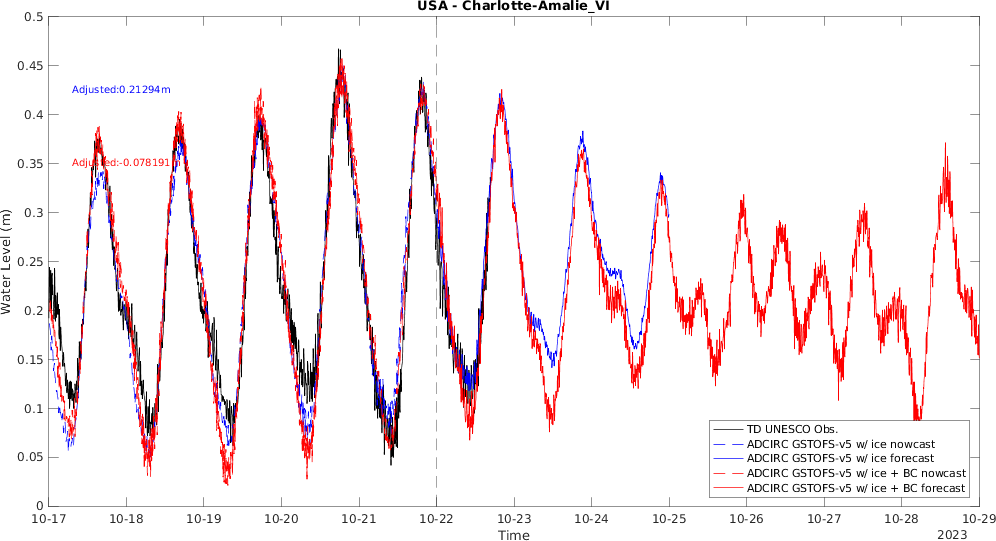 USA - Charlotte-Amalie_VI
0.5
0.45
0.4
0.35
0.3
0.25
0.2
0.15
0.1
0.05
0
Water Level (m)
Adjusted:0.21294m
Adjusted:-0.078191
TD UNESCO Obs.
ADCIRC GSTOFS-v5 w/ ice nowcast
ADCIRC GSTOFS-v5 w/ ice forecast
ADCIRC GSTOFS-v5 w/ ice + BC nowcast
ADCIRC GSTOFS-v5 w/ ice + BC forecast
10-17 10-18 10-19 10-20 10-21 10-22 10-23 10-24 10-25 10-26 10-27 10-28 10-29
Time
2023